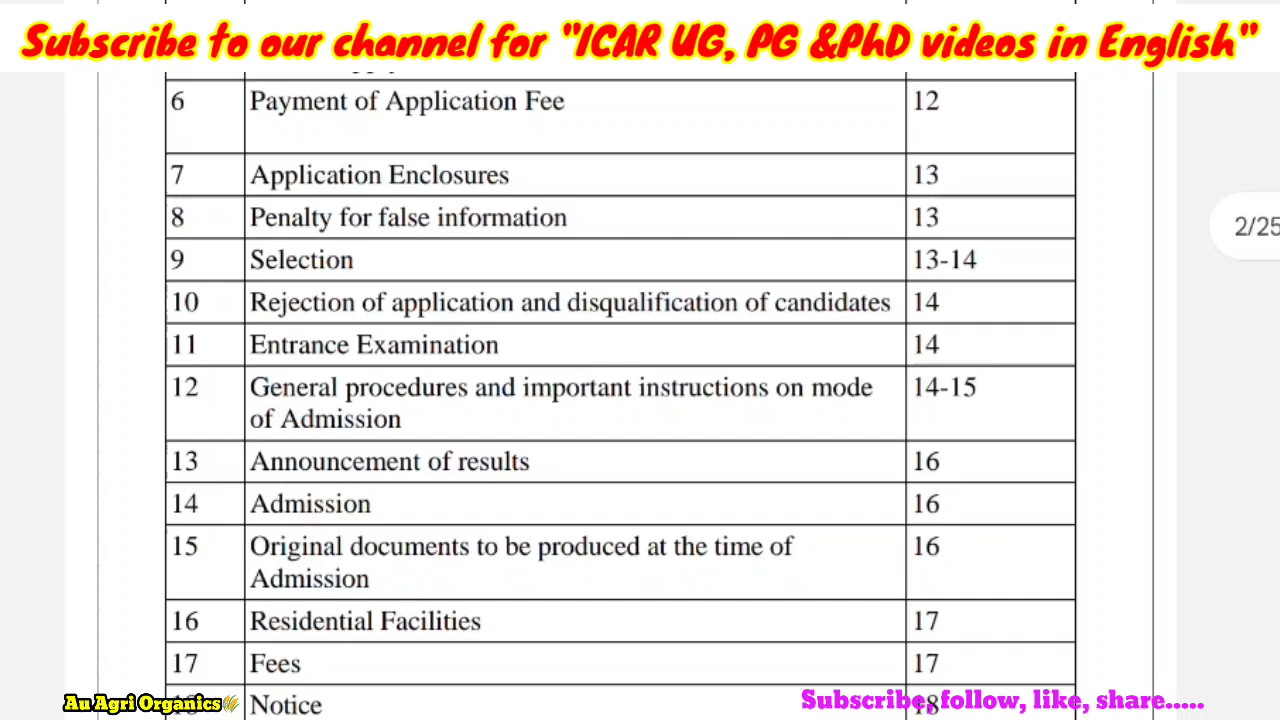 Subscribe to our channel for "ICAR UG, PG &PhD videos in English"
6 Payment of Application Fee 12
7 Application Enclosures 13
8 Penalty for false information 13
9 Selection 13-14
10 Rejection of application and disqualification of candidates 14
11 Entrance Examination 14
12 General procedures and important instructions on mode 14-15
of Admission
13 Announcement of results 16
14 Admission 16
15 Original documents to be produced at the time of 16
Admission
16 Residential Facilities 17
17 Fees 17
Notice 18
2/25
Au Agri Organics
Subscribe, follow, like, share.....